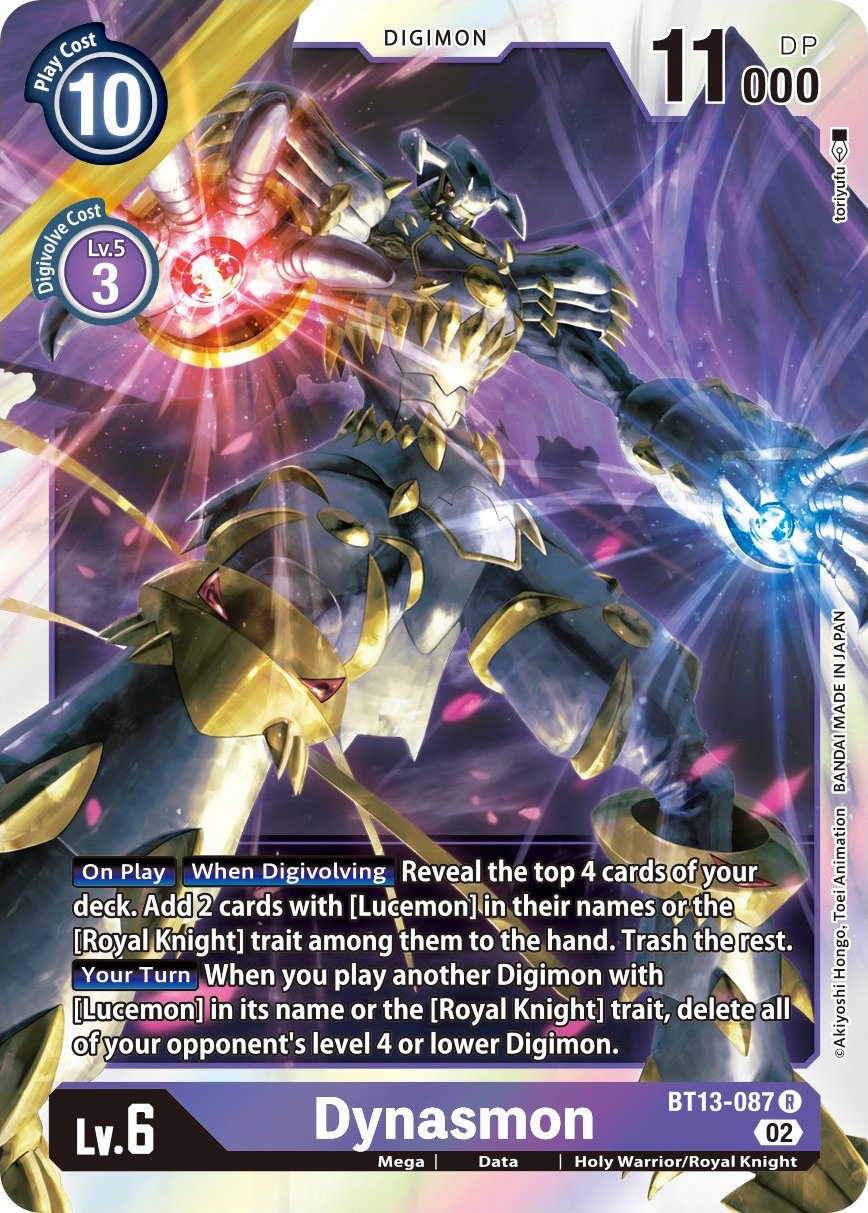 DIGIMON
Play Cost
10
11000
DP
Digivolve Cost
Lv.5
3
toriyufu
On Play When Digivolving Reveal the top 4 cards of your
deck. Add 2 cards with [Lucemon] in their names or the
[Royal Knight] trait among them to the hand. Trash the rest.
Your Turn When you play another Digimon with
[Lucemon] in its name or the [Royal Knight] trait, delete all
of your opponent's level 4 or lower Digimon.
©Akiyoshi Hongo, Toei Animation BANDAI MADE IN JAPAN
Lv.6
Dynasmon
BT13-087 R
02
Mega | Data | Holy Warrior/Royal Knight